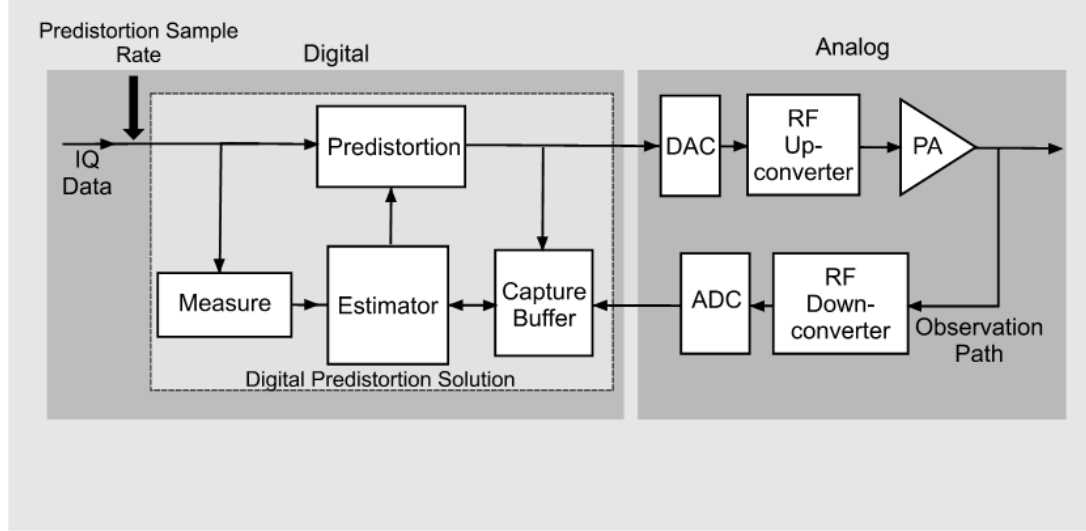 Predistortion Sample
Rate
Digital
Analog
IQ
Data
Predistortion
DAC
RF
Up-
converter
PA
Measure
Estimator
Capture
Buffer
ADC
RF
Down-
converter
Observation
Path
Digital Predistortion Solution